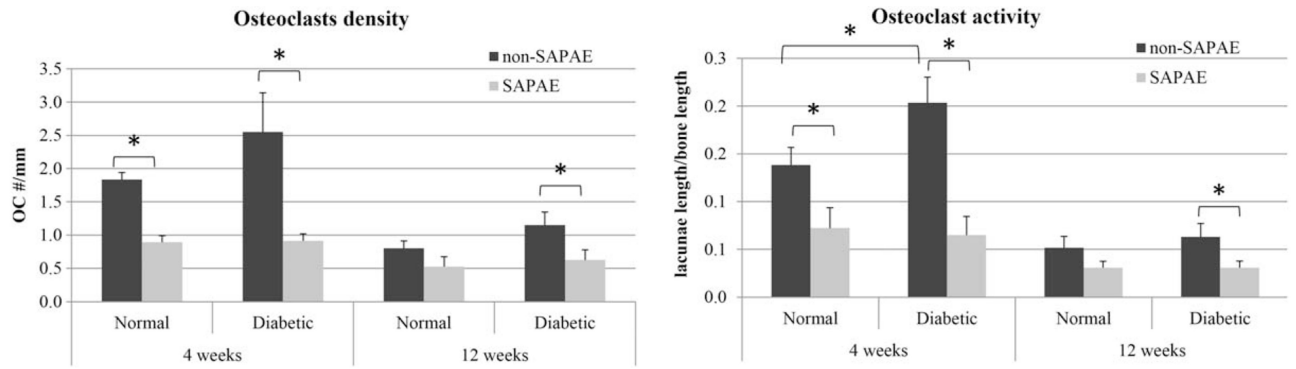 Osteoclasts density
* non-SAPAE
SAPAE
3.5
3.0
2.5
2.0
1.5
1.0
0.5
0.0
OC #/mm
*
*
*
Normal Diabetic Normal Diabetic
4 weeks 12 weeks
Osteoclast activity
* * non-SAPAE
SAPAE
0.3
0.2
0.2
0.1
0.1
0.0
lacunae length/bone length
*
*
Normal Diabetic Normal Diabetic
4 weeks 12 weeks